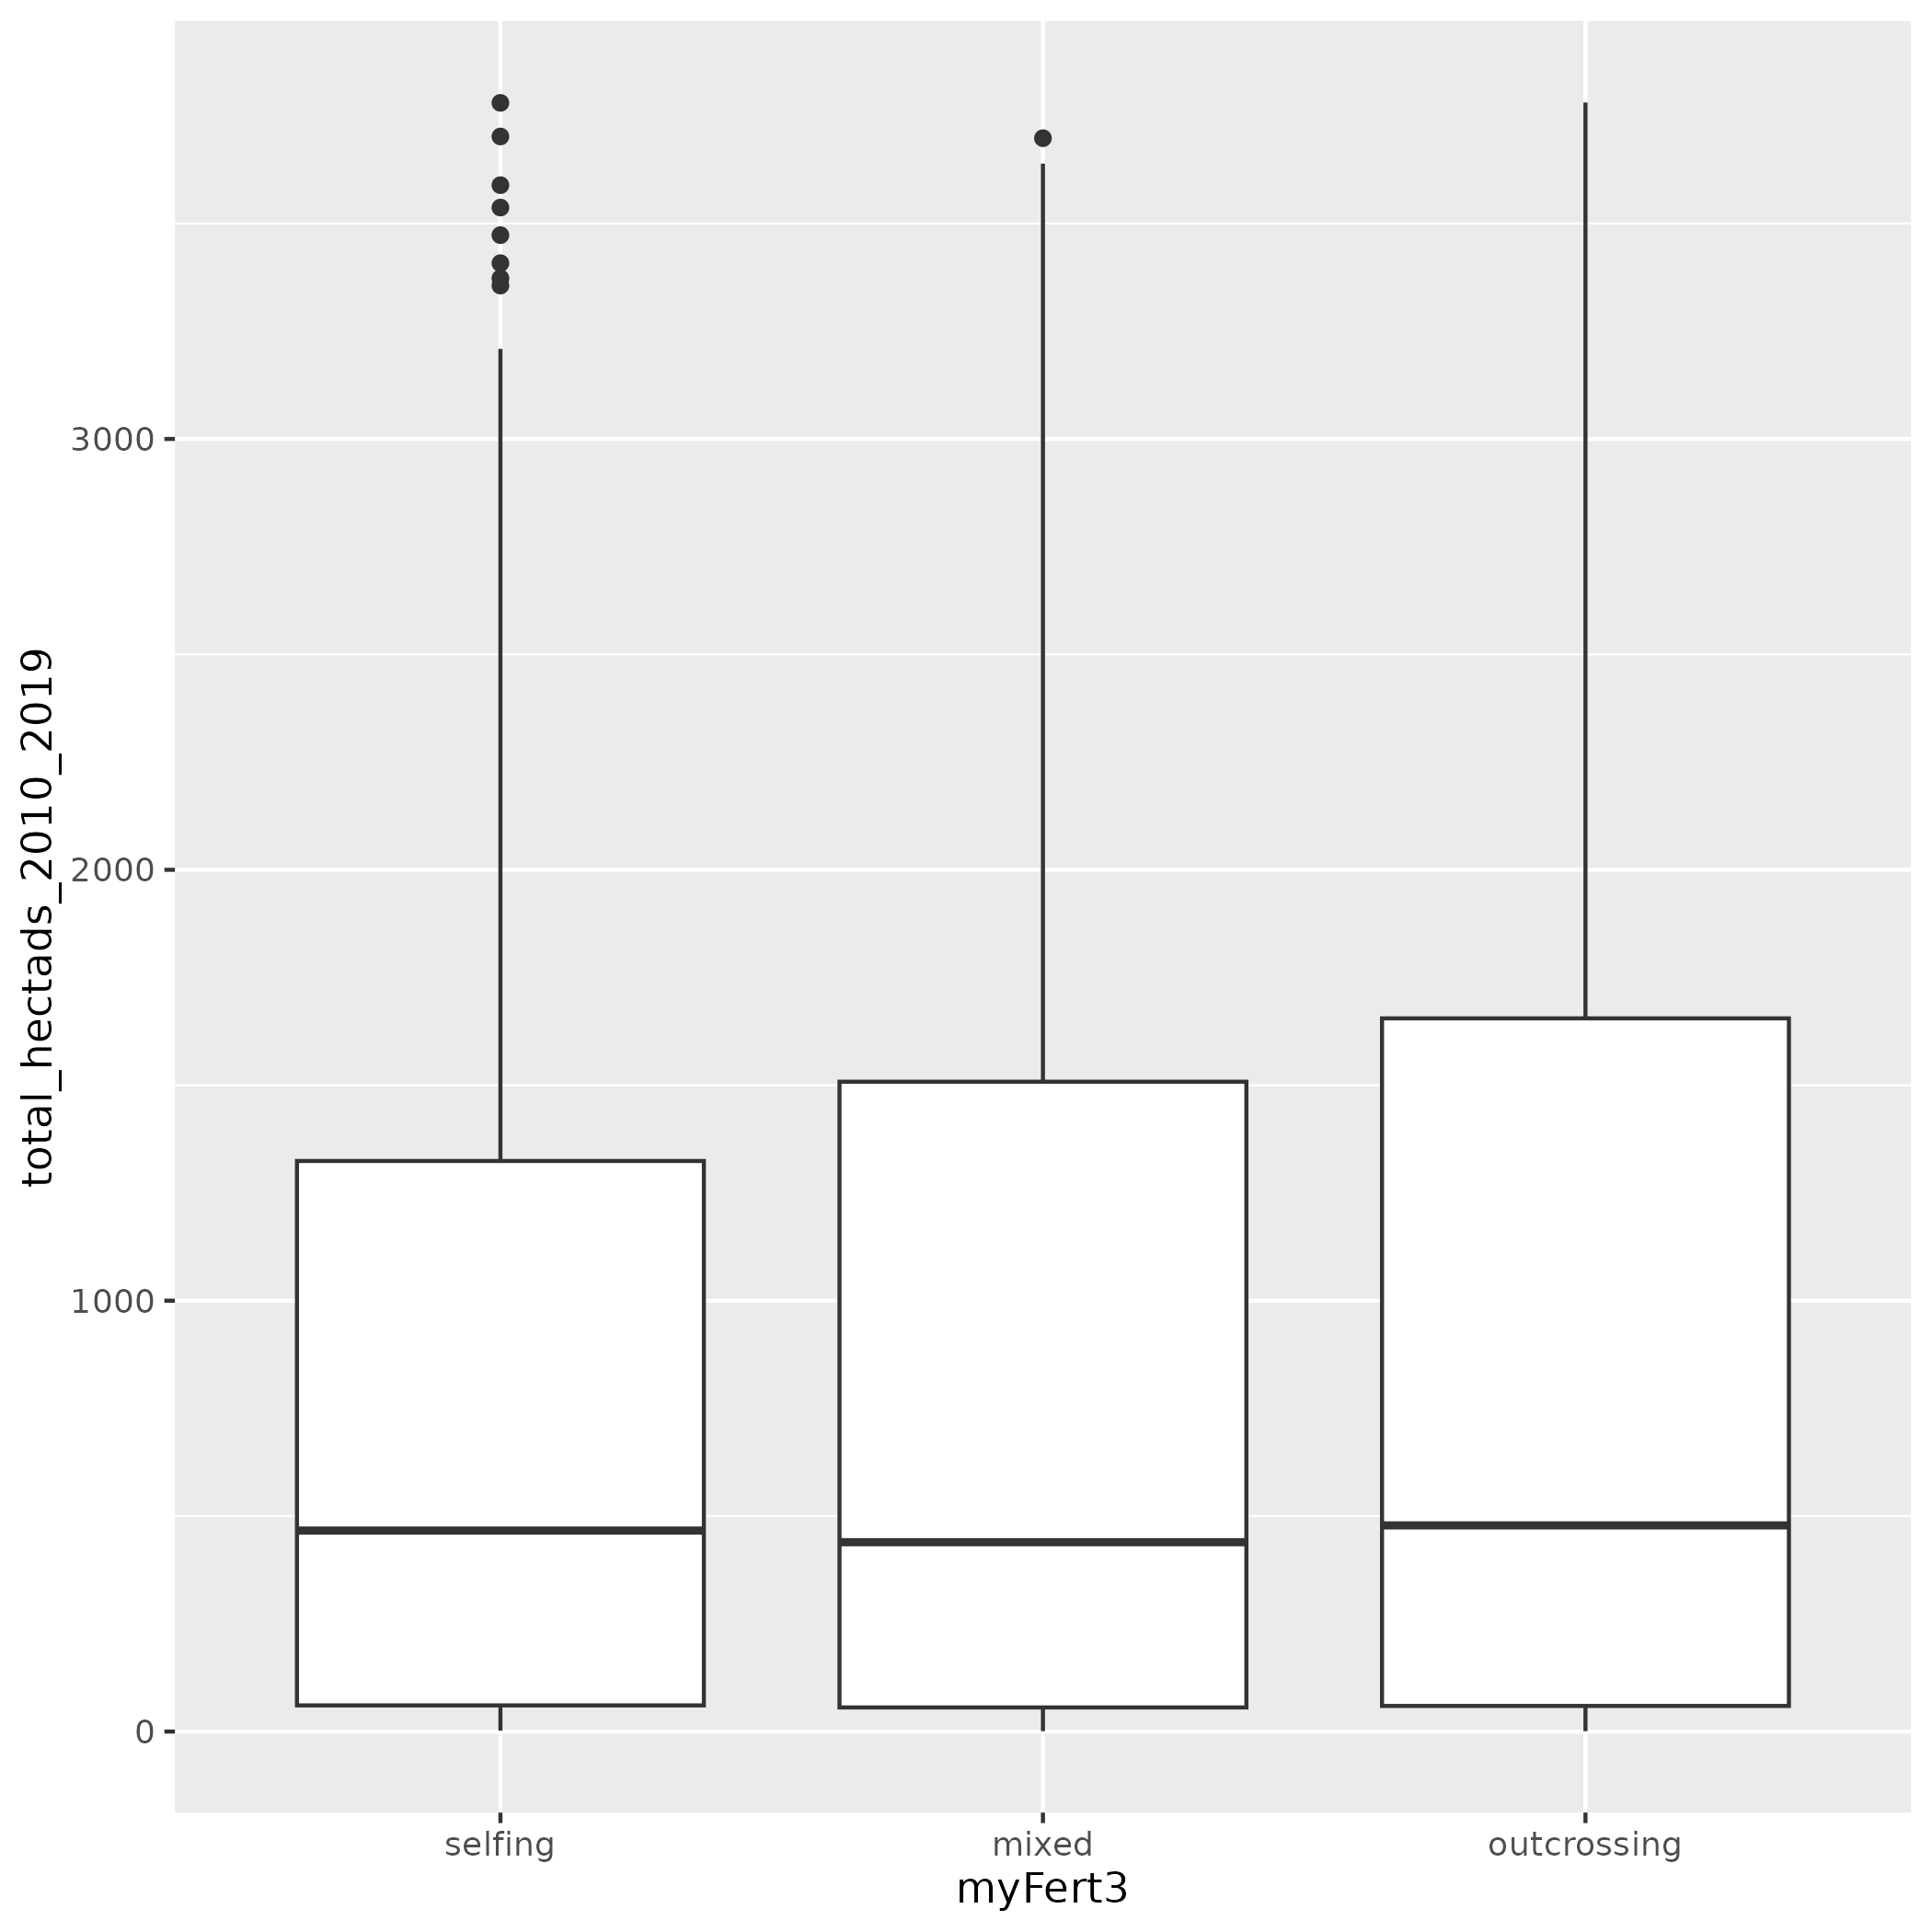 total_hectads_2010_2019
3000
2000
1000
0
selfing
mixed
outcrossing
myFert3